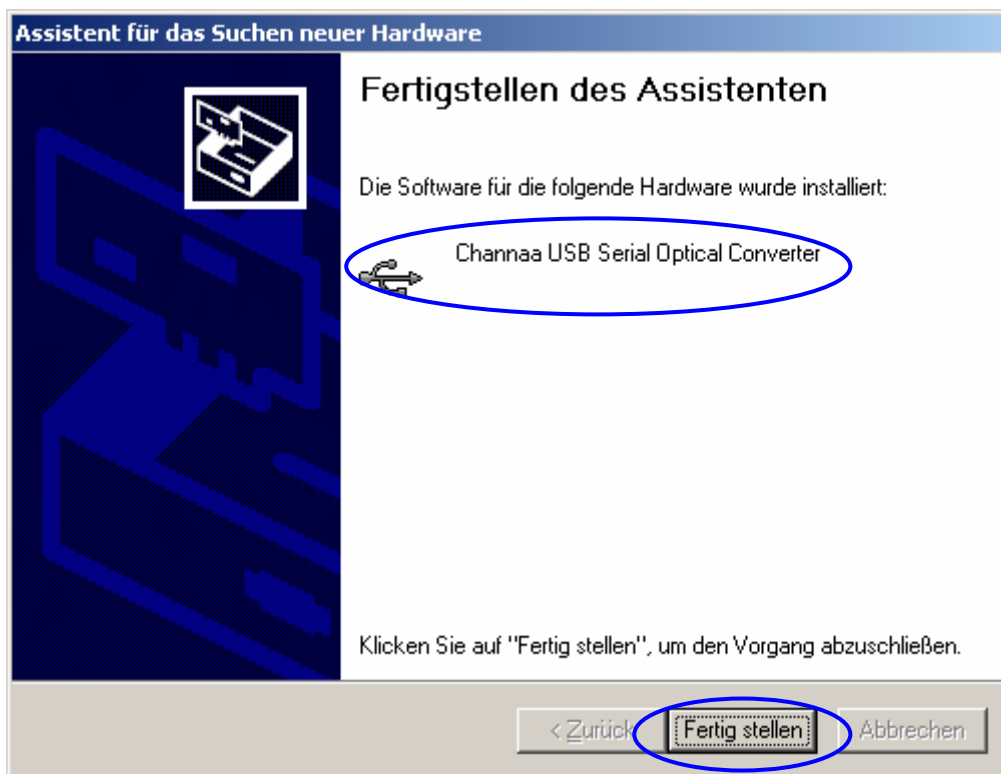 Assistent für das Suchen neuer Hardware
Fertigstellen des Assistenten
Die Software für die folgende Hardware wurde installiert:
Channaa USB Serial Optical Converter
Klicken Sie auf "Fertig stellen", um den Vorgang abzuschließen.
< Zurück Fertig stellen Abbrechen